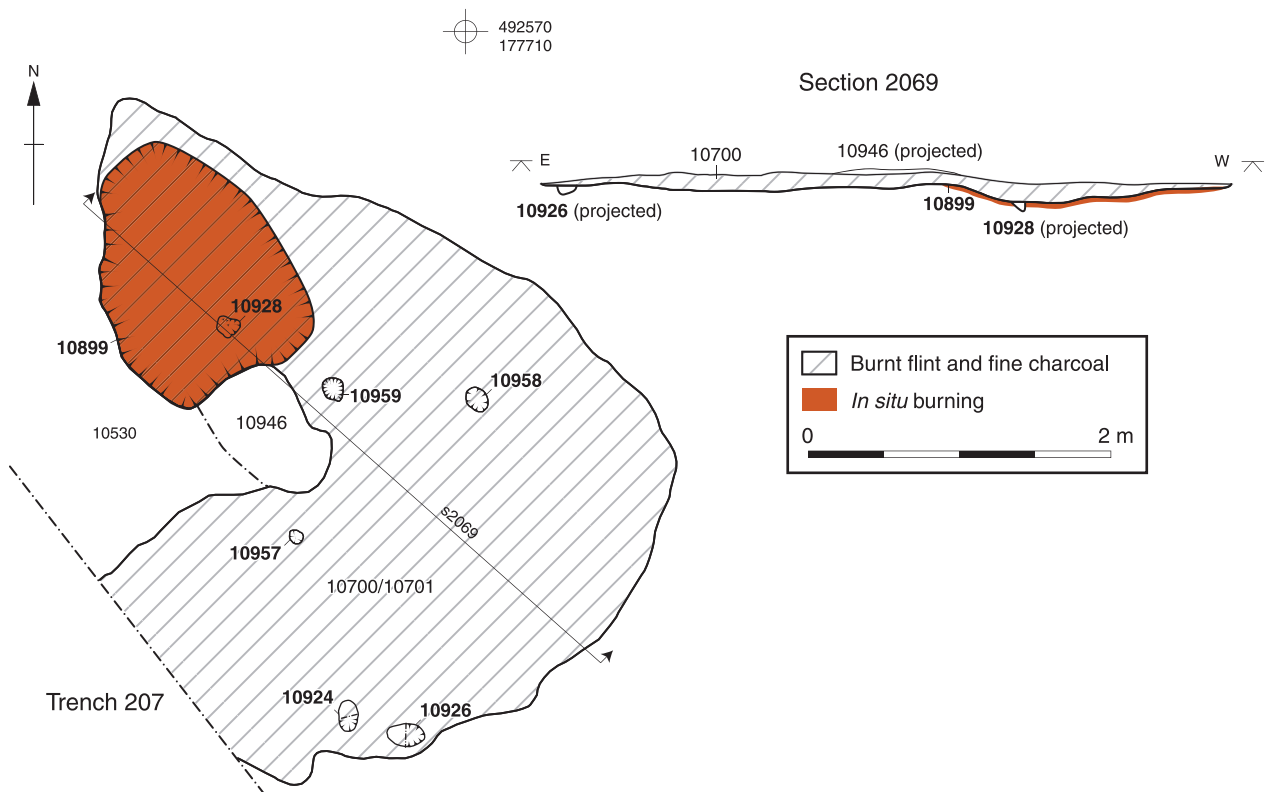 492570
177710
N
Section 2069
E
10700
10946 (projected)
W
10926 (projected)
10899
10928 (projected)
10928
10899
10959
10958
10530
10946
Burnt flint and fine charcoal
In situ burning
0 2 m
s2069
10957
10700/10701
Trench 207
10924
10926